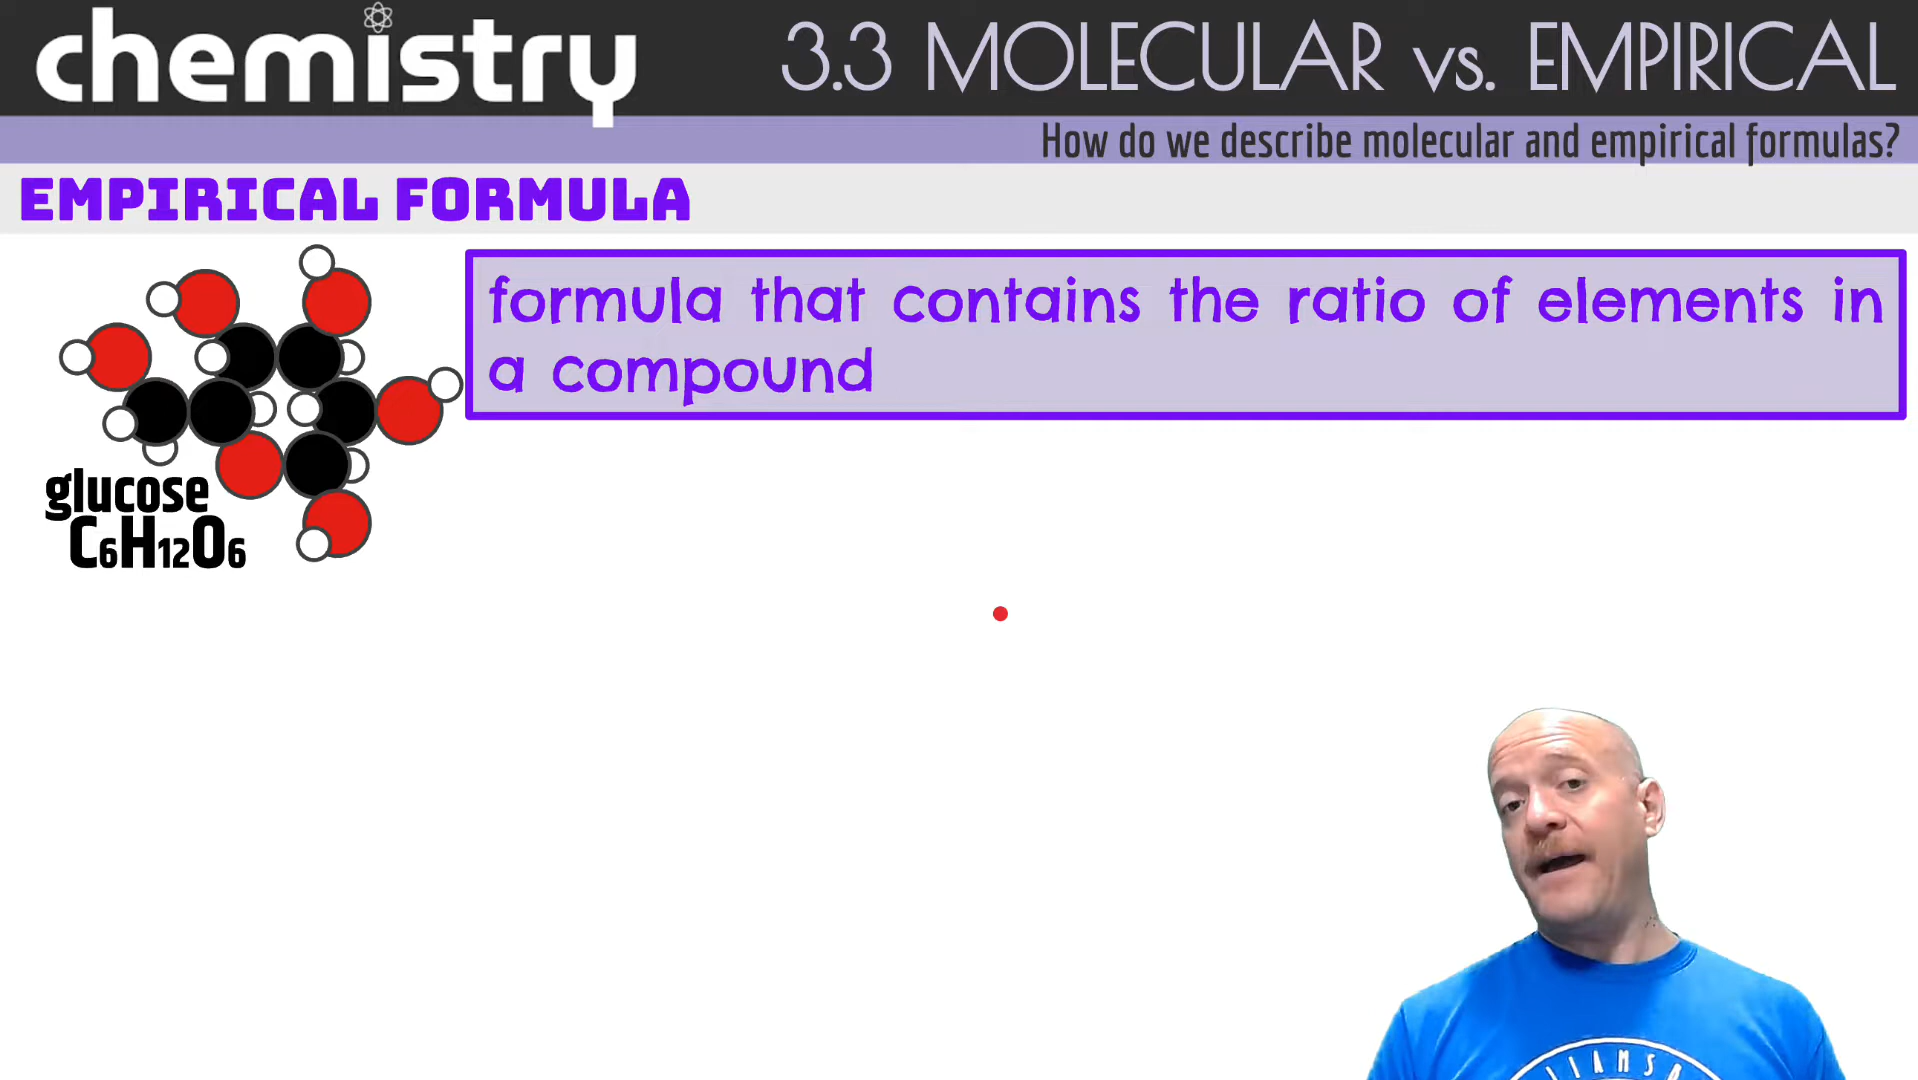 chemistry
3.3 MOLECULAR vs. EMPIRICAL
How do we describe molecular and empirical formulas?
EMPIRICAL FORMULA
formula that contains the ratio of elements in
a compound
glucose
C6H12O6